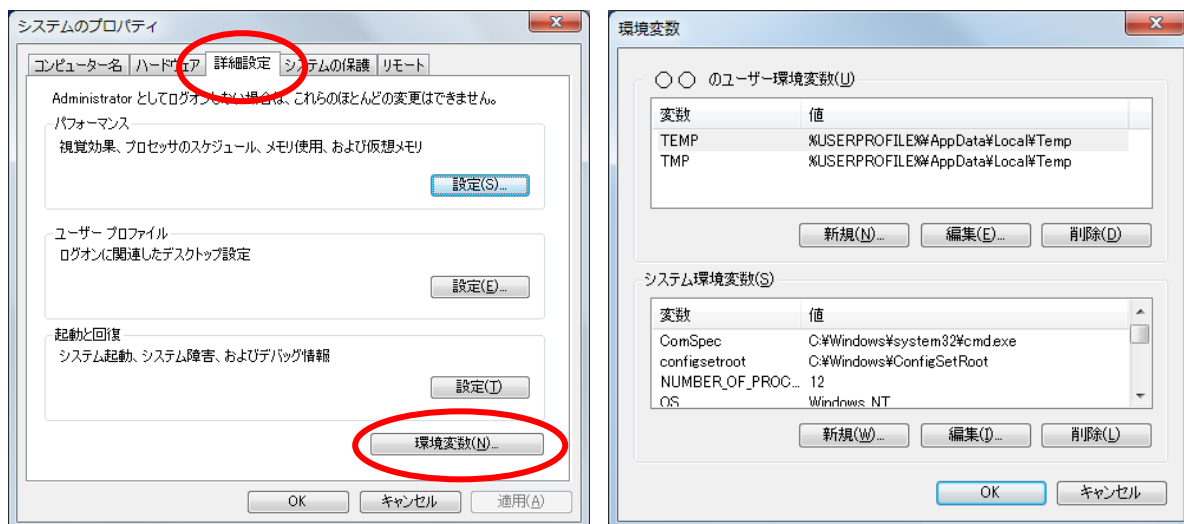 システムのプロパティ
コンピューター名 ハードウェア 詳細設定 システムの保護 リモート
Administrator としてログオンしない場合は、これらのほとんどの変更はできません。
パフォーマンス
視覚効果、プロセッサのスケジュール、メモリ使用、および仮想メモリ
設定(S)...
ユーザー プロファイル
ログオンに関連したデスクトップ設定
設定(E)...
起動と回復
システム起動、システム障害、およびデバッグ情報
設定(T)
環境変数(N)...
OK キャンセル 適用(A)
環境変数
○○ のユーザー環境変数(U)
変数 値
TEMP %USERPROFILE%¥AppData¥Local¥Temp
TMP %USERPROFILE%¥AppData¥Local¥Temp
新規(N)... 編集(E)... 削除(D)
システム環境変数(S)
変数 値
ComSpec C:¥Windows¥system32¥cmd.exe
configsetroot C:¥Windows¥ConfigSetRoot
NUMBER_OF_PROC... 12
OS Windows_NT
新規(W)... 編集(I)... 削除(L)
OK キャンセル